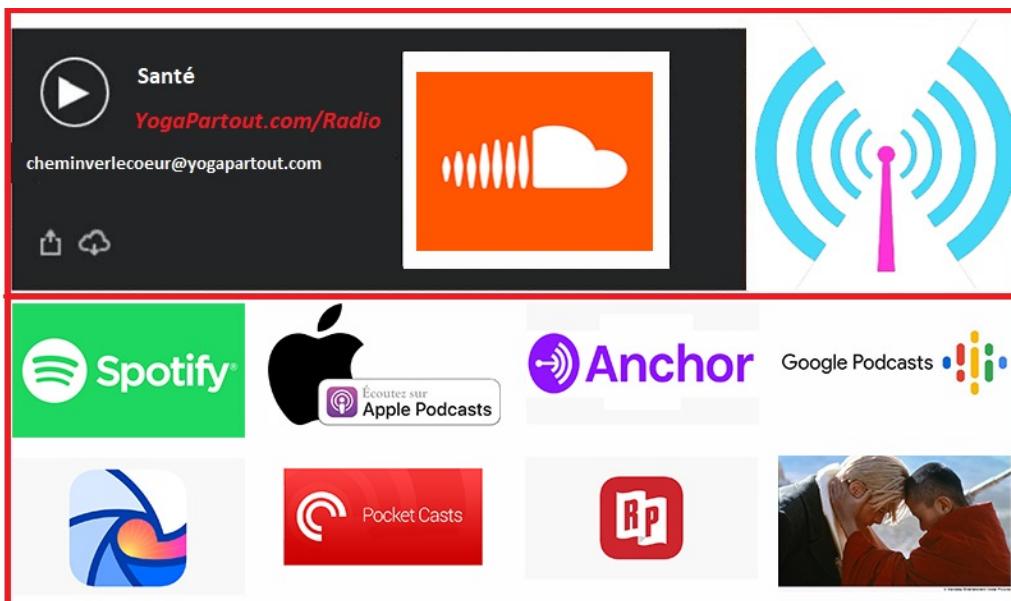 Santé
YogaPartout.com/Radio
cheminverlecoeur@yogapartout.com
Spotify®
Écoutez sur
Apple Podcasts
Anchor
Google Podcasts
Pocket Casts
RP